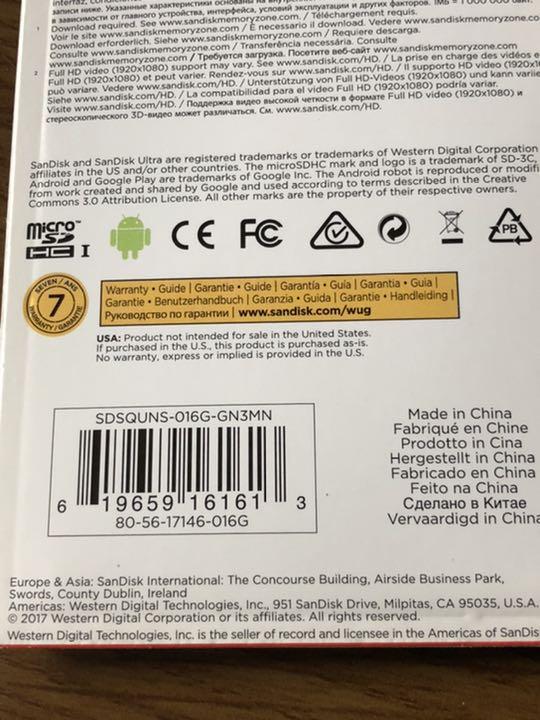 записи ниже. Указанные характеристики основаны на
в зависимости от главного устройства, интерфейса, условий эксплуатации и других факторов. 1МБ = 1 000 000
1 Download required. See www.sandiskmemoryzone.com / Téléchargement requis.
Voir le site www.sandiskmemoryzone.com / È necessario il download. Vedere www.sandiskmemoryzone.com
Download erforderlich. Siehe www.sandiskmemoryzone.com / Requiere descarga.
Consulte www.sandiskmemoryzone.com / Transferência necessária. Consulte
www.sandiskmemoryzone.com / Требуется загрузка. Посетите веб-сайт www.sandiskmemoryzone.com
2 Full HD video (1920x1080) support may vary. See www.sandisk.com/HD. / La prise en charge des vidéos
Full HD (1920x1080) et peut varier. Rendez-vous sur www.sandisk.com/HD. / Il supporto HD video
può variare. Vedere www.sandisk.com/HD. / Unterstützung von Full HD-Videos (1920x1080) und kann
Siehe www.sandisk.com/HD. / La compatibilidad para el vídeo Full HD (1920x1080) podría variar.
Visite www.sandisk.com/HD. / Поддержка видео высокой четкости в формате Full HD video (1920x1080) и
стереоскопического 3D-видео может различаться. См. www.sandisk.com/HD.
SanDisk and SanDisk Ultra are registered trademarks or trademarks of Western Digital Corporation
affiliates in the US and/or other countries. The microSDHC mark and logo is a trademark of SD-3C,
Android and Google Play are trademarks of Google Inc. The Android robot is reproduced or
from work created and shared by Google and used according to terms described in the Creative
Commons 3.0 Attribution License. All other marks are the property of their respective owners.
micro SD HC I CE FC PB
SEVEN / ANS
7
WARRANTY / GARANTIE
Warranty • Guide | Garantie • Guide | Garantía • Guía | Garantia • Guia |
Garantie • Benutzerhandbuch | Garanzia • Guida | Garantie • Handleiding |
Руководство по гарантии | www.sandisk.com/wug
USA: Product not intended for sale in the United States.
If purchased in the U.S., this product is purchased as-is.
No warranty, express or implied is provided in the U.S.
SDSQUNS-016G-GN3MN
6 19659 16161 3
80-56-17146-016G
Made in China
Fabriqué en Chine
Prodotto in Cina
Hergestellt in China
Fabricado en China
Feito na China
Сделано в Китае
Vervaardigd in China
Europe & Asia: SanDisk International: The Concourse Building, Airside Business Park,
Swords, County Dublin, Ireland
Americas: Western Digital Technologies, Inc., 951 SanDisk Drive, Milpitas, CA 95035, U.S.A.
© 2017 Western Digital Corporation or its affiliates. All rights reserved.
Western Digital Technologies, Inc. is the seller of record and licensee in the Americas of